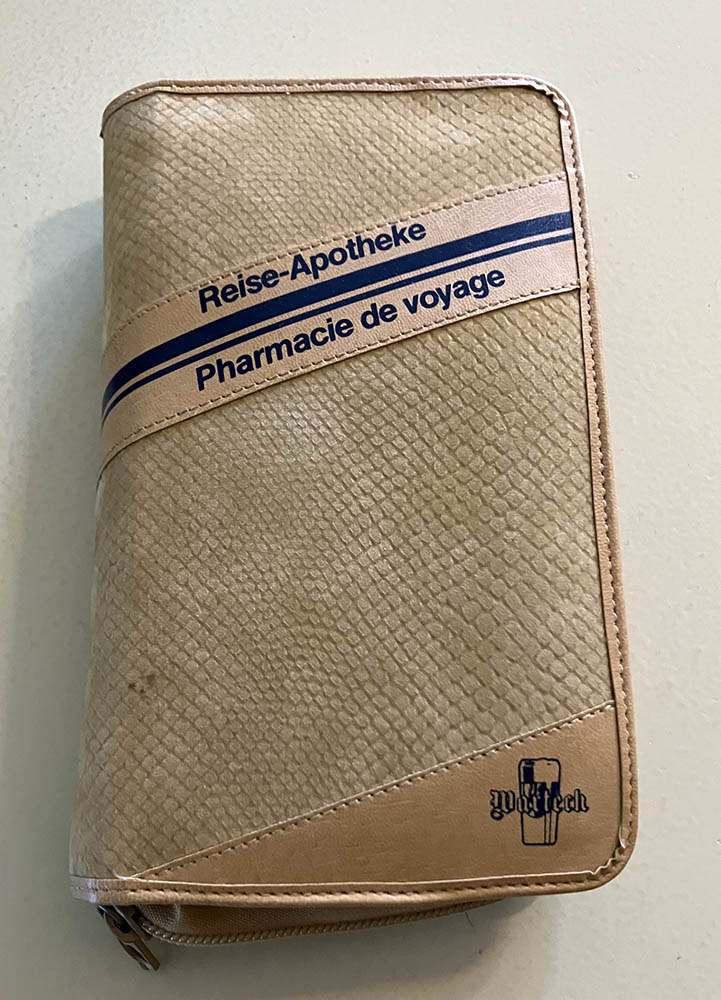 Reise-Apotheke
Pharmacie de voyage